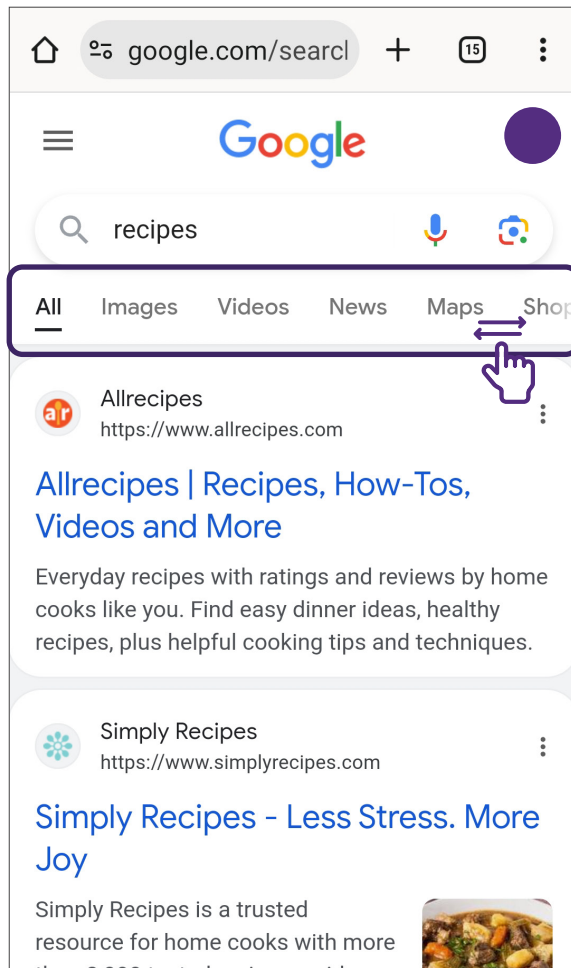 google.com/searcl
15
Google
recipes
All Images Videos News Maps Shop
Allrecipes
https://www.allrecipes.com
Allrecipes | Recipes, How-Tos,
Videos and More
Everyday recipes with ratings and reviews by home
cooks like you. Find easy dinner ideas, healthy
recipes, plus helpful cooking tips and techniques.
Simply Recipes
https://www.simplyrecipes.com
Simply Recipes - Less Stress. More
Joy
Simply Recipes is a trusted
resource for home cooks with more